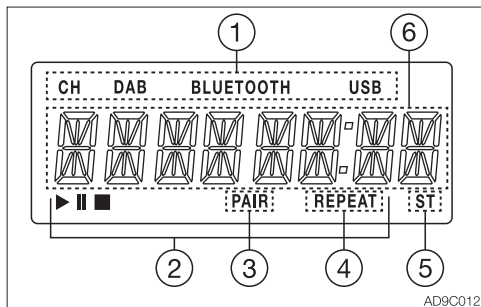 1 6
CH DAB BLUETOOTH USB
PAIR REPEAT ST
2 3 4 5
AD9C012